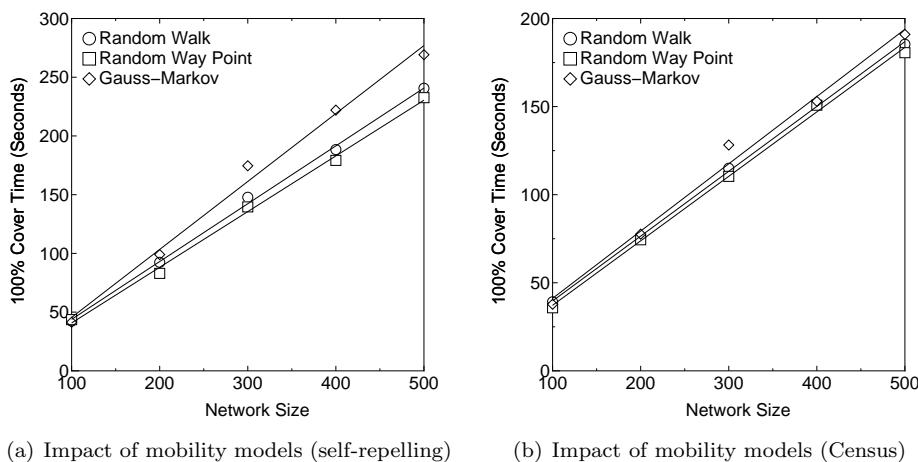 300
250
200
150
100
50
0
100 200 300 400 500
Network Size
100% Cover Time (Seconds)
Random Walk
Random Way Point
Gauss-Markov
(a) Impact of mobility models (self-repelling)
200
150
100
50
0
100 200 300 400 500
Network Size
100% Cover Time (Seconds)
Random Walk
Random Way Point
Gauss-Markov
(b) Impact of mobility models (Census)